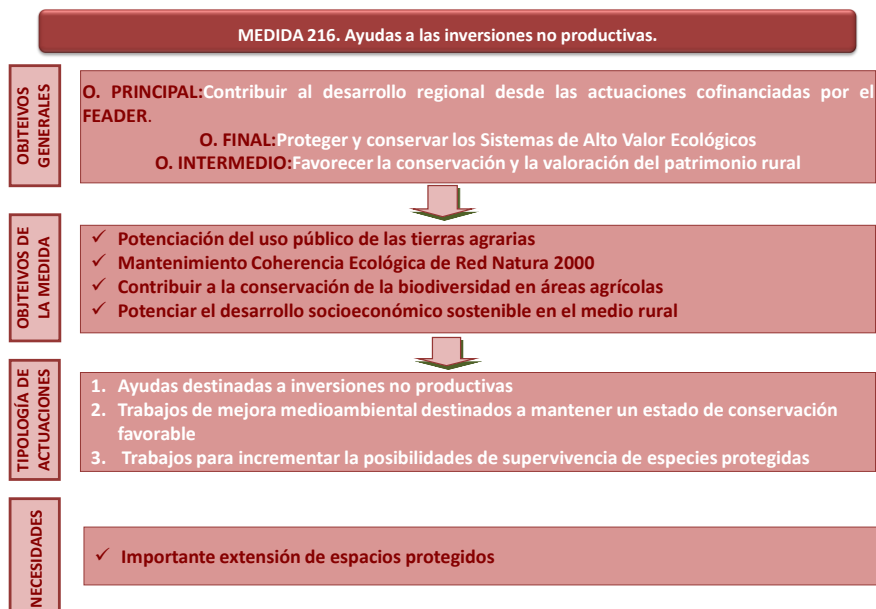 MEDIDA 216. Ayudas a las inversiones no productivas.
OBJTEIVOS
GENERALES
O. PRINCIPAL:Contribuir al desarrollo regional desde las actuaciones cofinanciadas por el
FEADER.
O. FINAL:Proteger y conservar los Sistemas de Alto Valor Ecológicos
O. INTERMEDIO:Favorecer la conservación y la valoración del patrimonio rural
OBJTEIVOS DE
LA MEDIDA
✓ Potenciación del uso público de las tierras agrarias
✓ Mantenimiento Coherencia Ecológica de Red Natura 2000
✓ Contribuir a la conservación de la biodiversidad en áreas agrícolas
✓ Potenciar el desarrollo socioeconómico sostenible en el medio rural
TIPOLOGÍA DE
ACTUACIONES
1. Ayudas destinadas a inversiones no productivas
2. Trabajos de mejora medioambiental destinados a mantener un estado de conservación
favorable
3. Trabajos para incrementar la posibilidades de supervivencia de especies protegidas
NECESIDADES
✓ Importante extensión de espacios protegidos